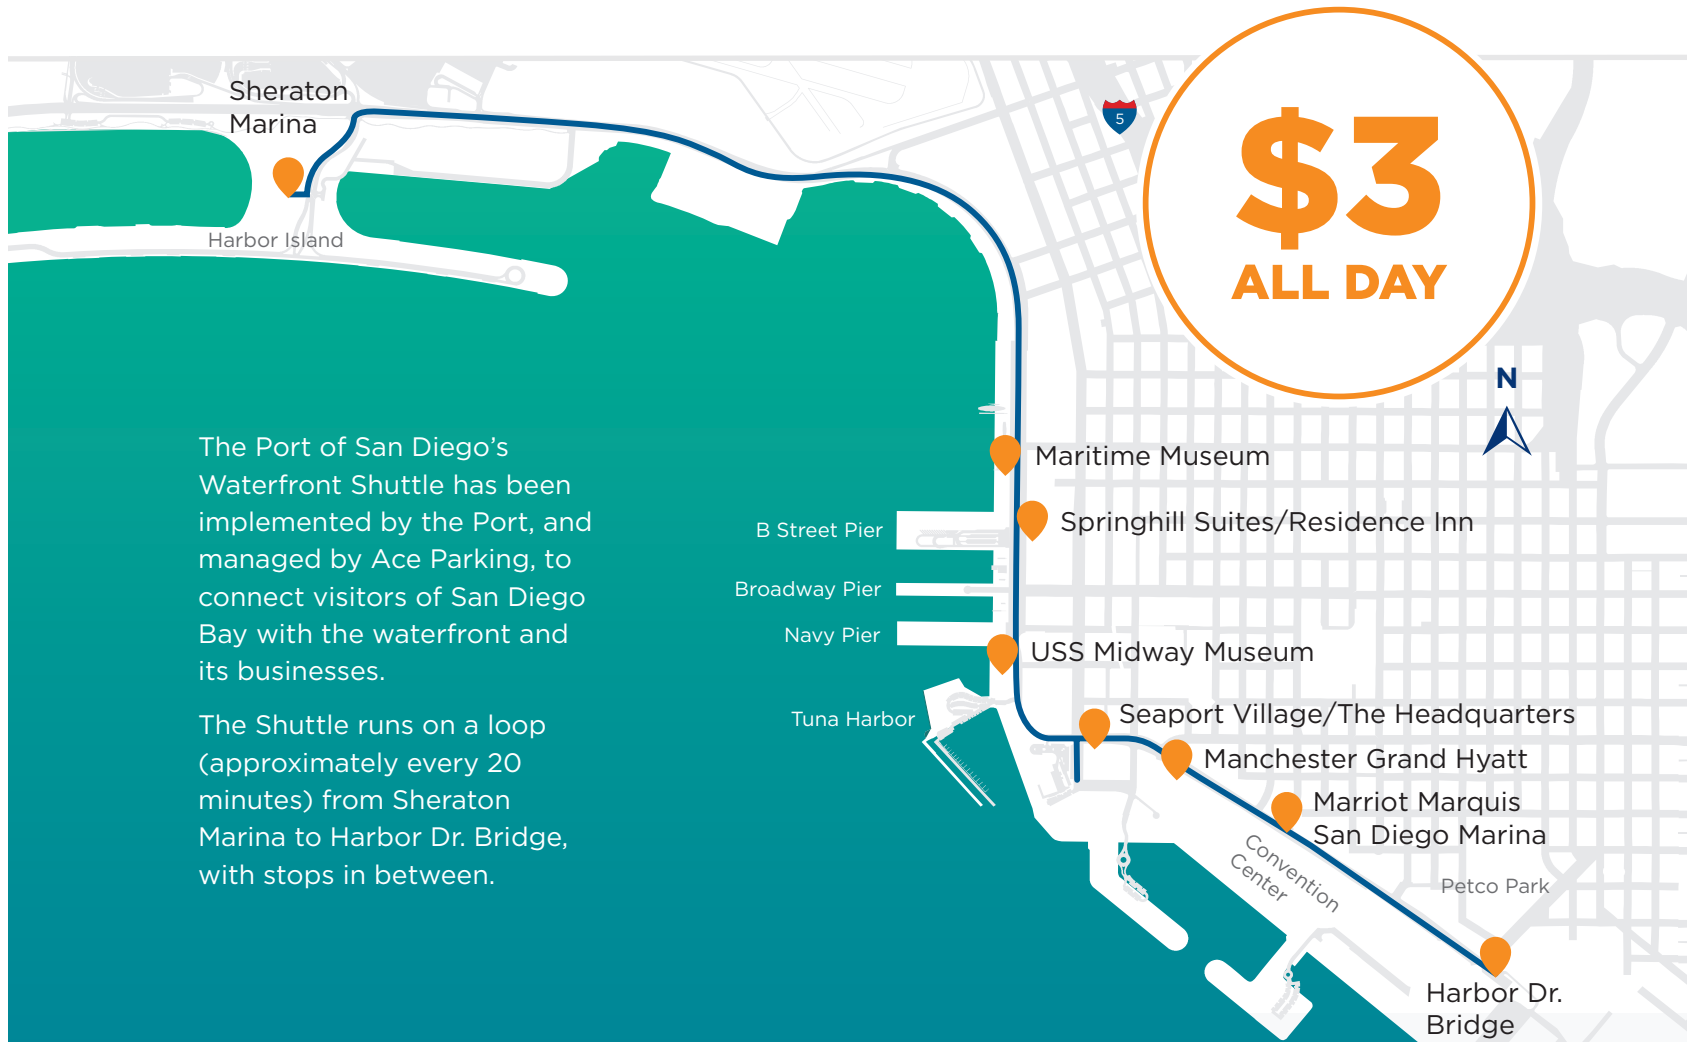 Sheraton
Marina
5
$3
ALL DAY
Harbor Island
N
The Port of San Diego’s
Waterfront Shuttle has been
implemented by the Port, and
managed by Ace Parking, to
connect visitors of San Diego
Bay with the waterfront and
its businesses.
The Shuttle runs on a loop
(approximately every 20
minutes) from Sheraton
Marina to Harbor Dr. Bridge,
with stops in between.
Maritime Museum
B Street Pier
Springhill Suites/Residence Inn
Broadway Pier
Navy Pier
USS Midway Museum
Tuna Harbor
Seaport Village/The Headquarters
Manchester Grand Hyatt
Marriot Marquis
San Diego Marina
Convention
Center
Petco Park
Harbor Dr.
Bridge